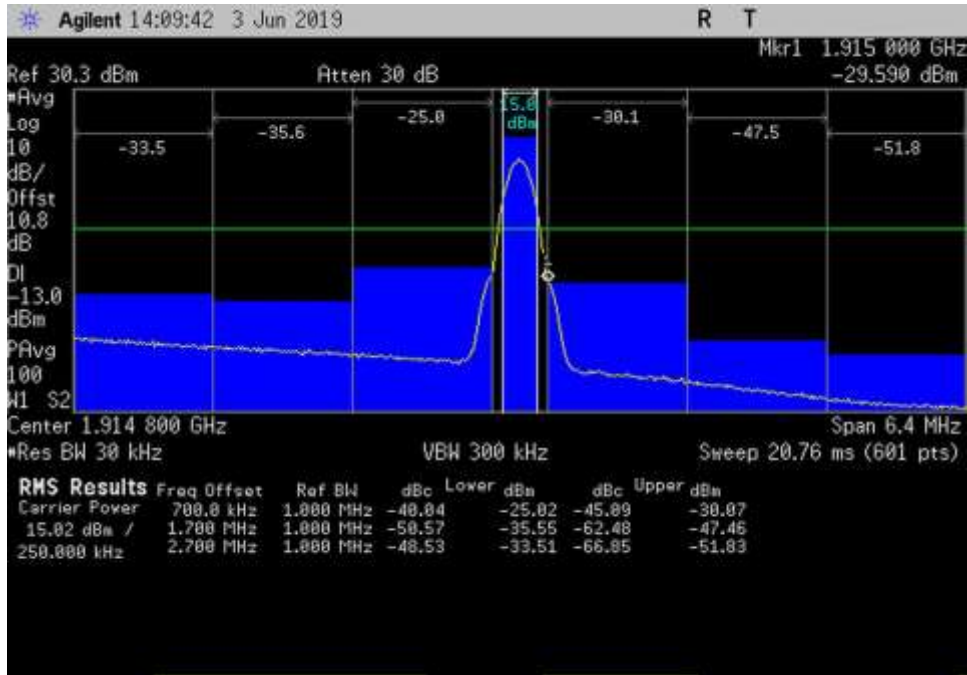 Agilent 14:09:42 3 Jun 2019 R T
Mkr1 1.915 000 GHz
Ref 30.3 dBm Atten 30 dB -29.590 dBm
#Avg
Log
10
dB/
Offst
10.8
dB
DI
-13.0
dBm
PAvg
100
W1 S2
-33.5 -35.6 -25.0 15.0 dBm -30.1 -47.5 -51.8
1
Center 1.914 800 GHz Span 6.4 MHz
#Res BW 30 kHz VBW 300 kHz Sweep 20.76 ms (601 pts)
RMS Results Freq Offset Ref BW dBc Lower dBm dBc Upper dBm
Carrier Power 700.0 kHz 1.000 MHz -40.04 -25.02 -45.09 -30.07
15.02 dBm / 1.700 MHz 1.000 MHz -50.57 -35.55 -62.48 -47.46
250.000 kHz 2.700 MHz 1.000 MHz -48.53 -33.51 -66.85 -51.83